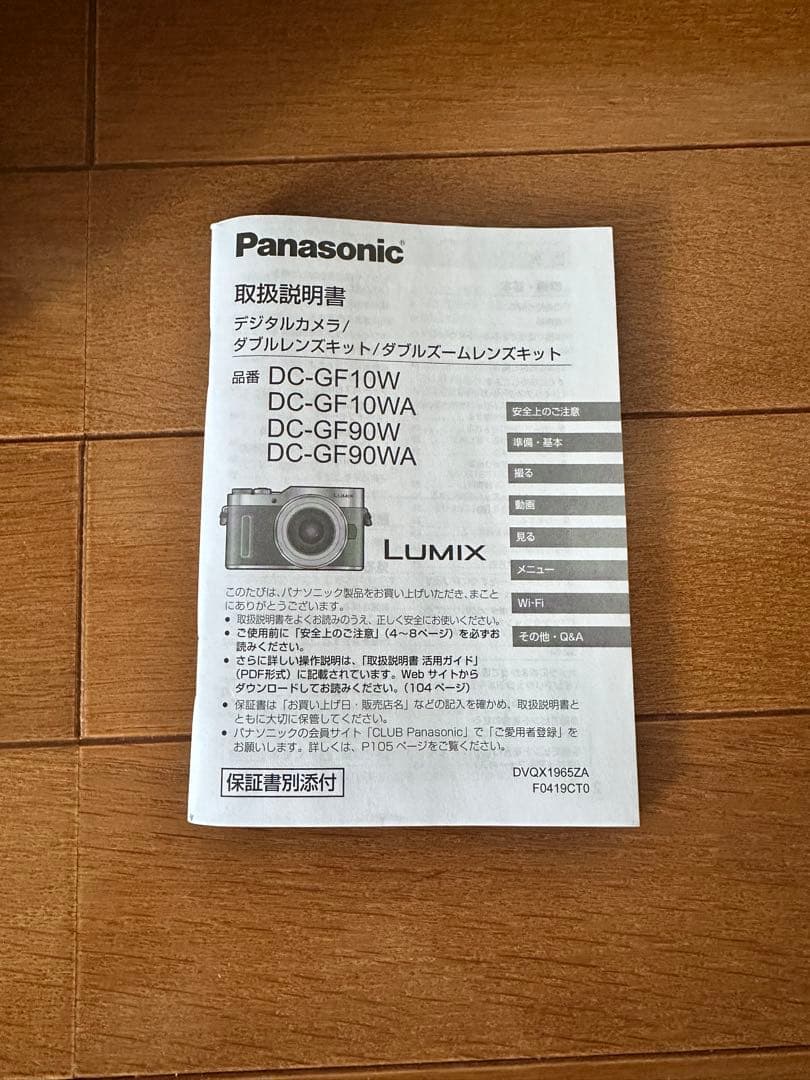 Panasonic®
取扱説明書
デジタルカメラ/
ダブルレンズキット/ダブルズームレンズキット
品番 DC-GF10W
DC-GF10WA
DC-GF90W
DC-GF90WA
安全上のご注意
準備・基本
撮る
動画
見る
メニュー
Wi-Fi
その他・Q&A
LUMIX
LUMIX
このたびは、パナソニック製品をお買い上げいただき、まこと
にありがとうございます。
● 取扱説明書をよくお読みのうえ、正しく安全にお使いください。
● ご使用前に「安全上のご注意」(4~8ページ)を必ずお
読みください。
● さらに詳しい操作説明は、「取扱説明書 活用ガイド」
(PDF形式)に記載されています。Webサイトから
ダウンロードしてお読みください。(104ページ)
● 保証書は「お買い上げ日・販売店名」などの記入を確かめ、取扱説明書と
ともに大切に保管してください。
● パナソニックの会員サイト「CLUB Panasonic」で「ご愛用者登録」を
お願いします。詳しくは、P105ページをご覧ください。
保証書別添付
DVQX1965ZA
F0419CT0